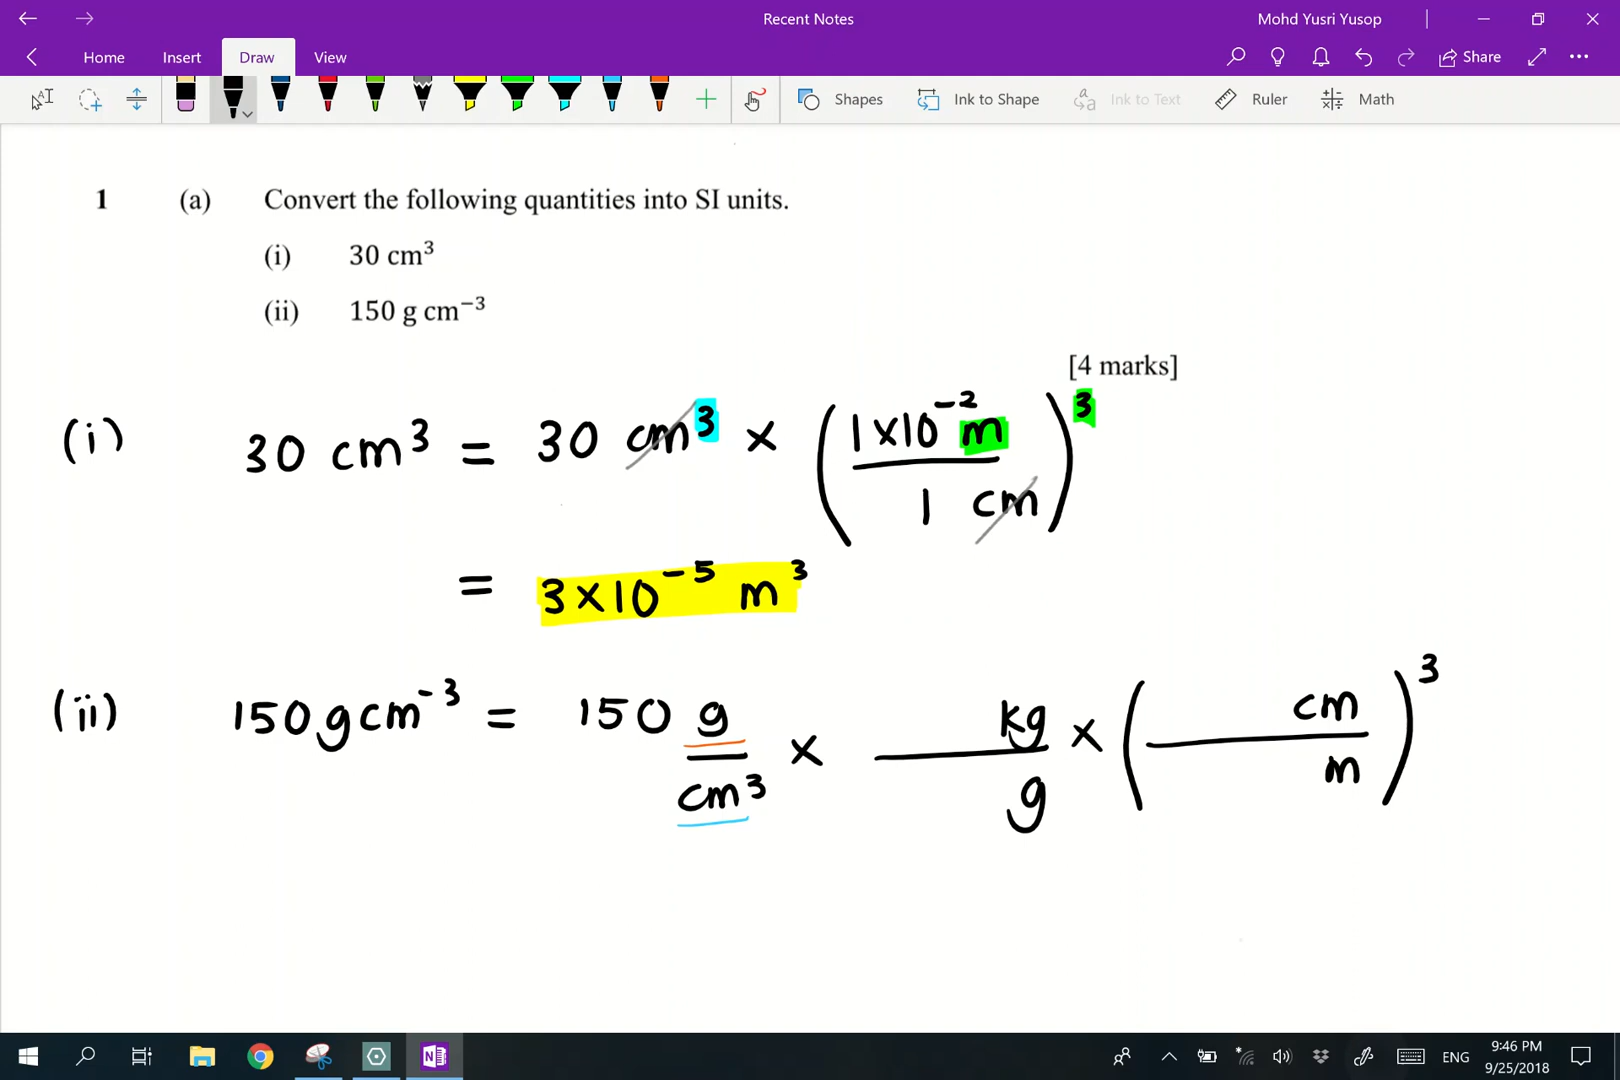 Recent Notes
Mohd Yusri Yusop
Home Insert Draw View
Share
Shapes Ink to Shape Ink to Text Ruler Math
1 (a) Convert the following quantities into SI units.
(i) 30 cm³
(ii) 150 g cm⁻³
[4 marks]
(i) 30 cm³ = 30 cm³ × (1×10⁻² m / 1 cm)³
= 3×10⁻⁵ m³
(ii) 150 g cm⁻³ = 150 g / cm³ × kg / g × (cm / m)³
ENG
9:46 PM
9/25/2018